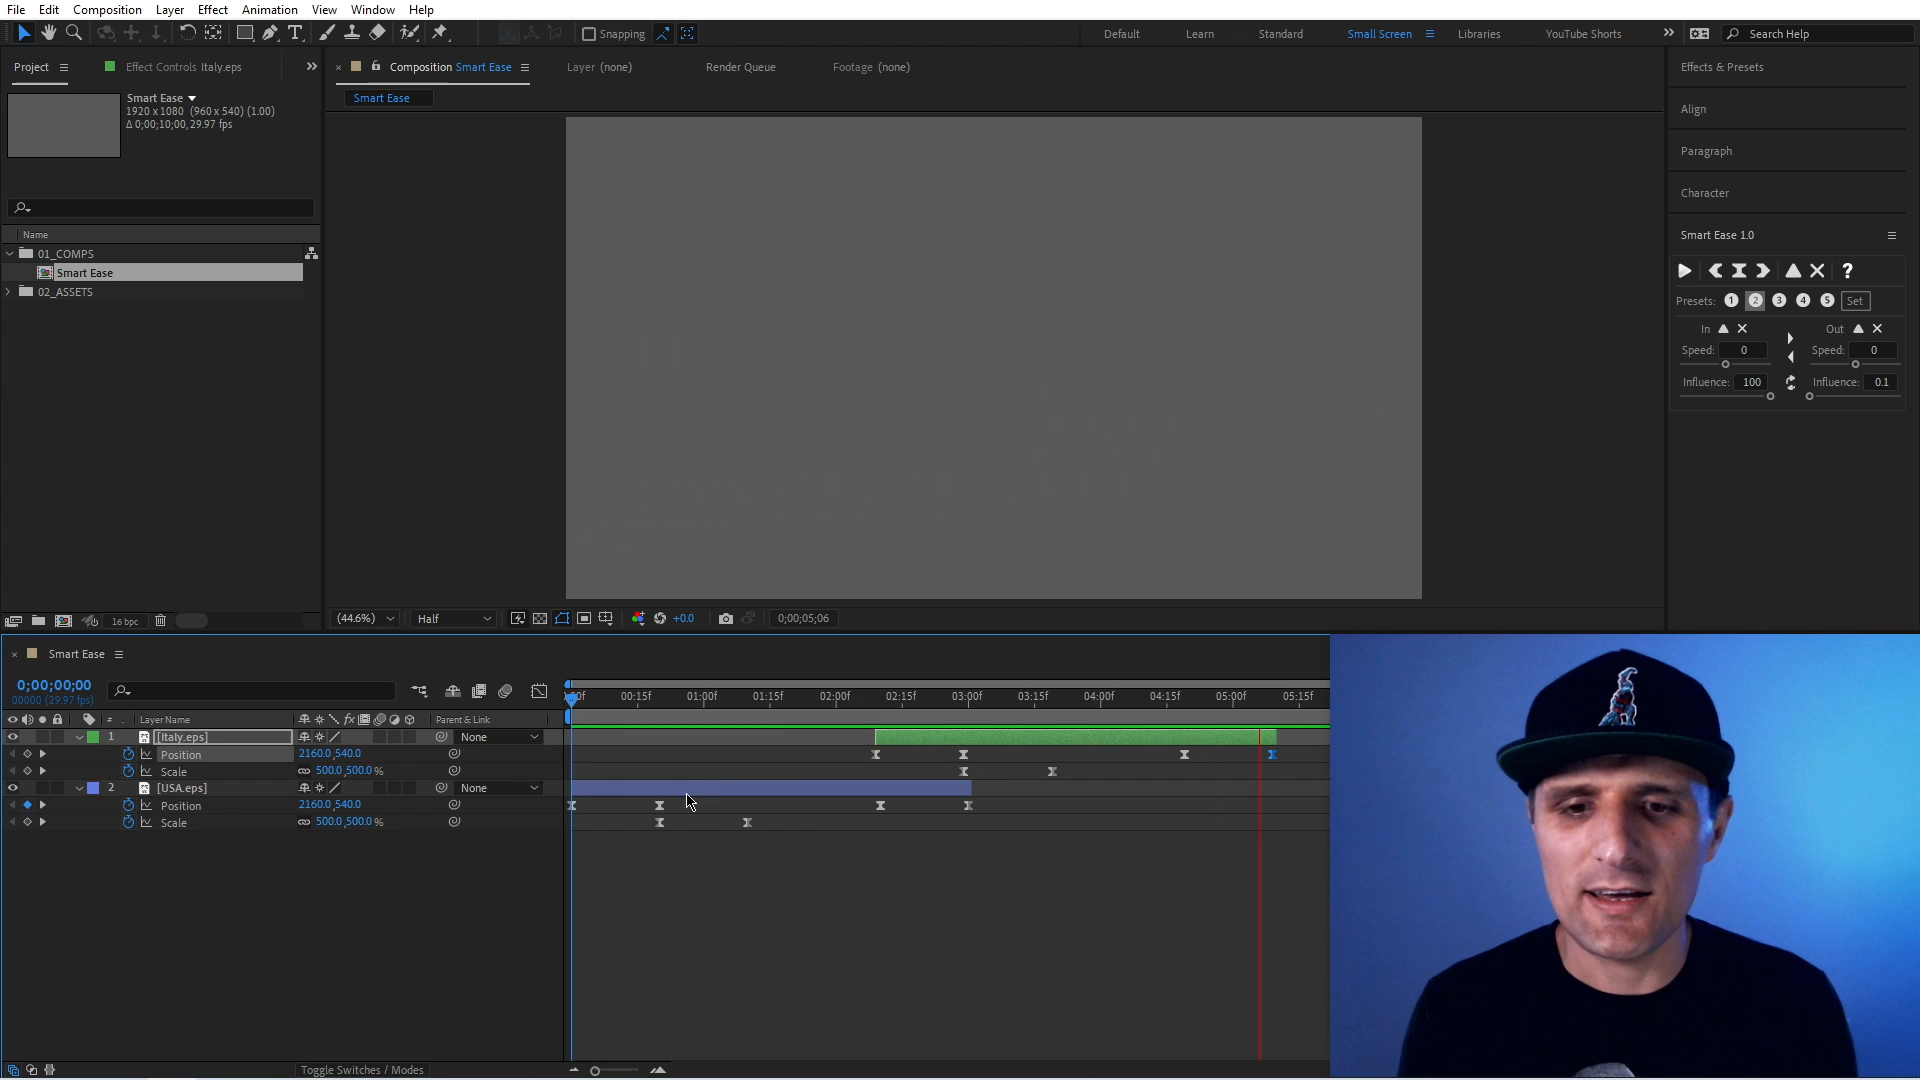 File Edit Composition Layer Effect Animation View Window Help
Snapping Default Learn Standard Small Screen Libraries YouTube Shorts Search Help
Project Effect Controls Italy.eps Composition Smart Ease Layer (none) Render Queue Footage (none) Effects & Presets
Smart Ease
Smart Ease
1920 x 1080 (960 x 540) (1.00)
Δ 0;00;10;00, 29.97 fps
Align
Paragraph
Character
Name
01_COMPS
Smart Ease
02_ASSETS
Smart Ease 1.0
?
Presets: 1 2 3 4 5 Set
In Out
Speed: 0 Speed: 0
Influence: 100 Influence: 0.1
16 bpc (44.6%) Half +0.0 0;00;05;06
Smart Ease
0;00;00;00
00000 (29.97 fps)
:00f 00:15f 01:00f 01:15f 02:00f 02:15f 03:00f 03:15f 04:00f 04:15f 05:00f 05:15f
# Layer Name fx Parent & Link
1 [Italy.eps] None
Position 2160.0,540.0
Scale 500.0,500.0 %
2 [USA.eps] None
Position 2160.0,540.0
Scale 500.0,500.0 %
Toggle Switches / Modes